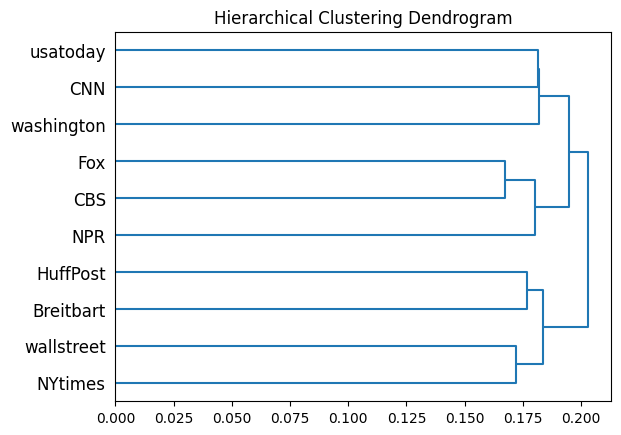 Hierarchical Clustering Dendrogram
usatoday
CNN
washington
Fox
CBS
NPR
HuffPost
Breitbart
wallstreet
NYtimes
0.000 0.025 0.050 0.075 0.100 0.125 0.150 0.175 0.200